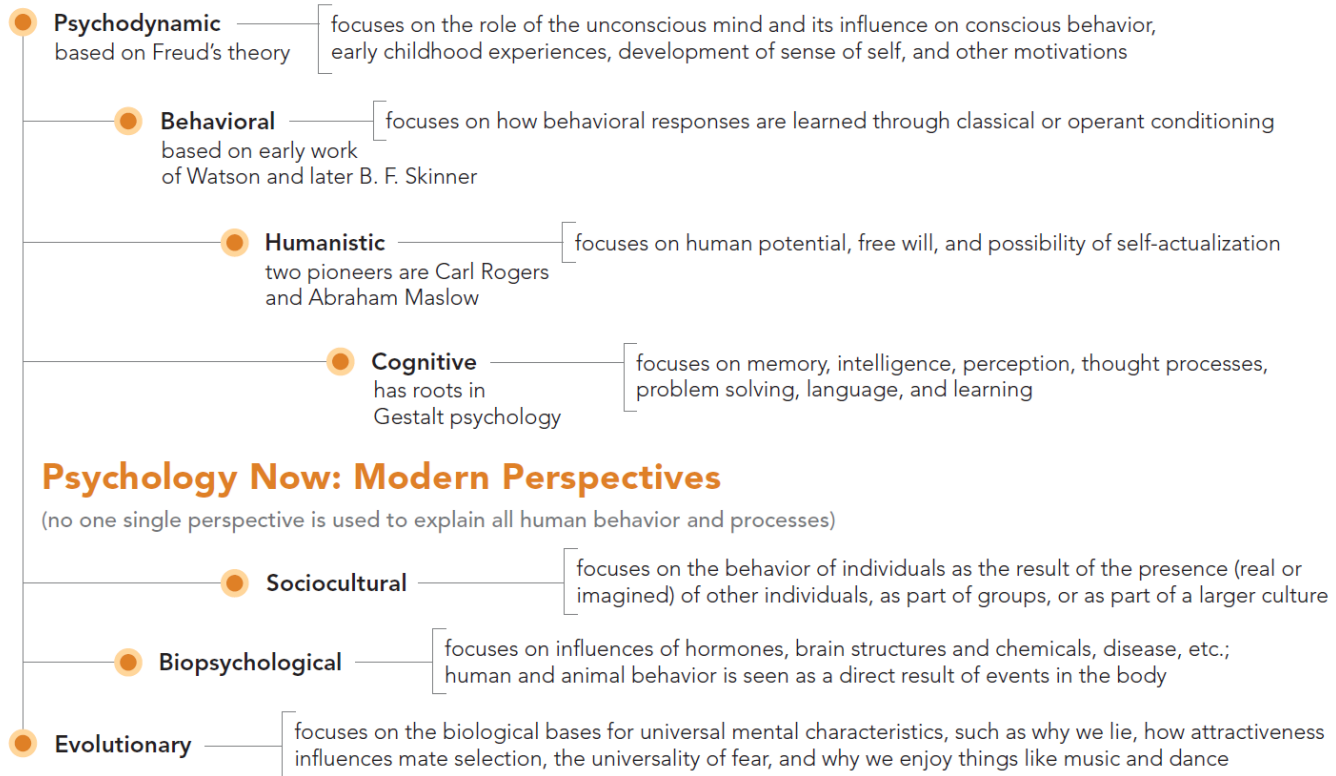 Psychodynamic
based on Freud's theory
focuses on the role of the unconscious mind and its influence on conscious behavior,
early childhood experiences, development of sense of self, and other motivations
Behavioral
based on early work
of Watson and later B. F. Skinner
focuses on how behavioral responses are learned through classical or operant conditioning
Humanistic
two pioneers are Carl Rogers
and Abraham Maslow
focuses on human potential, free will, and possibility of self-actualization
Cognitive
has roots in
Gestalt psychology
focuses on memory, intelligence, perception, thought processes,
problem solving, language, and learning
Psychology Now: Modern Perspectives
(no one single perspective is used to explain all human behavior and processes)
Sociocultural
focuses on the behavior of individuals as the result of the presence (real or
imagined) of other individuals, as part of groups, or as part of a larger culture
Biopsychological
focuses on influences of hormones, brain structures and chemicals, disease, etc.;
human and animal behavior is seen as a direct result of events in the body
Evolutionary
focuses on the biological bases for universal mental characteristics, such as why we lie, how attractiveness
influences mate selection, the universality of fear, and why we enjoy things like music and dance